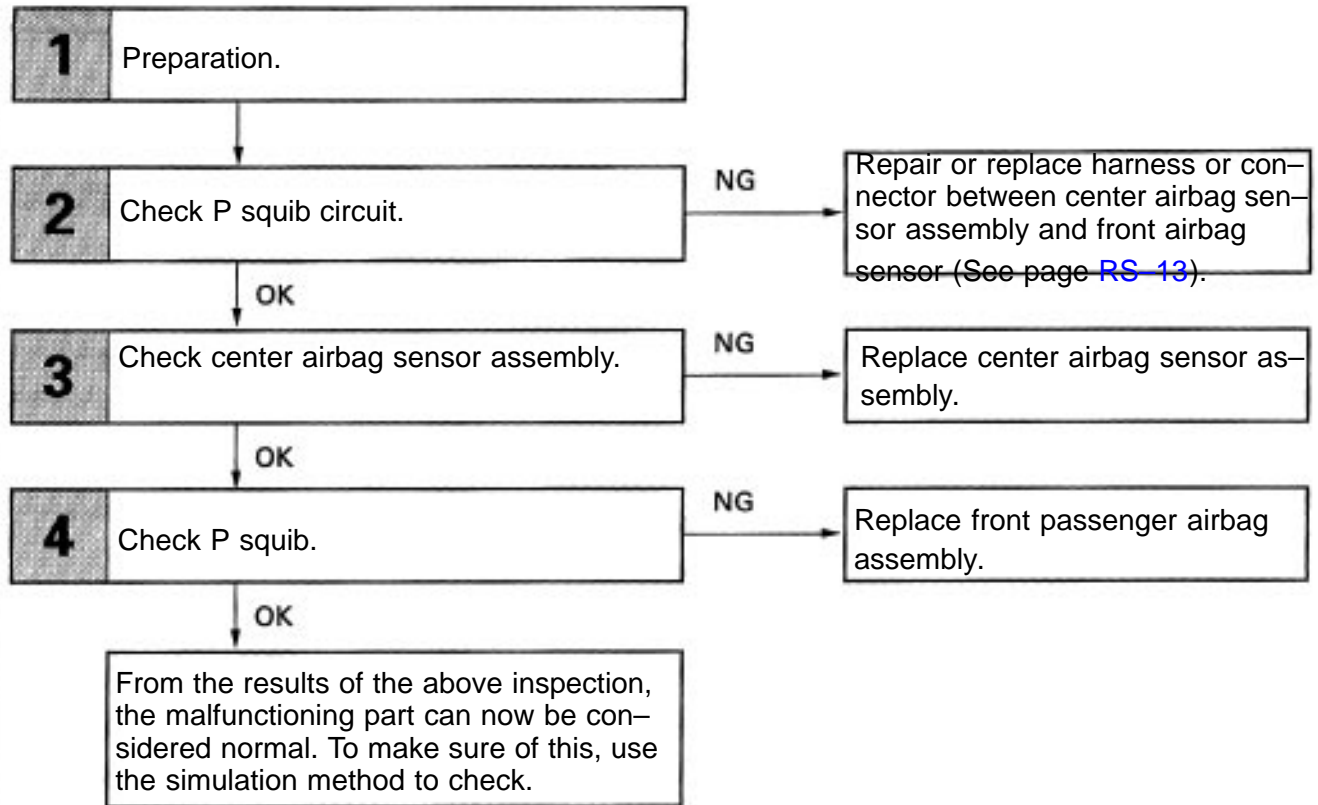 1
Preparation.
2
Check P squib circuit.
NG
Repair or replace harness or con–
nector between center airbag sen–
sor assembly and front airbag
sensor (See page RS–13).
OK
3
Check center airbag sensor assembly.
NG
Replace center airbag sensor as–
sembly.
OK
4
Check P squib.
NG
Replace front passenger airbag
assembly.
OK
From the results of the above inspection,
the malfunctioning part can now be con–
sidered normal. To make sure of this, use
the simulation method to check.